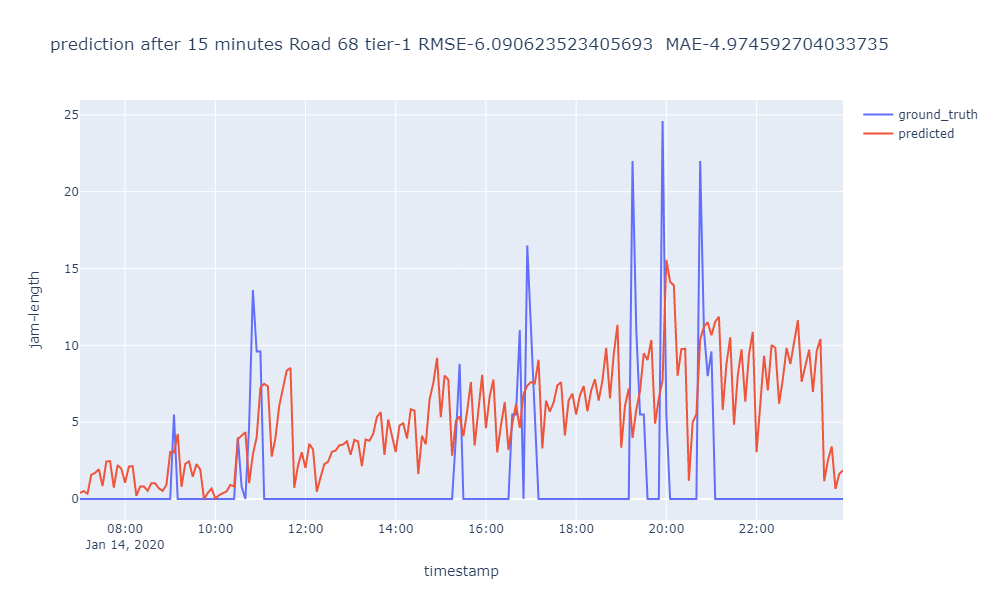 prediction after 15 minutes Road 68 tier-1 RMSE-6.090623523405693  MAE-4.974592704033735
ground_truth
predicted
25
20
15
10
5
0
jam-length
08:00 10:00 12:00 14:00 16:00 18:00 20:00 22:00
Jan 14, 2020
timestamp